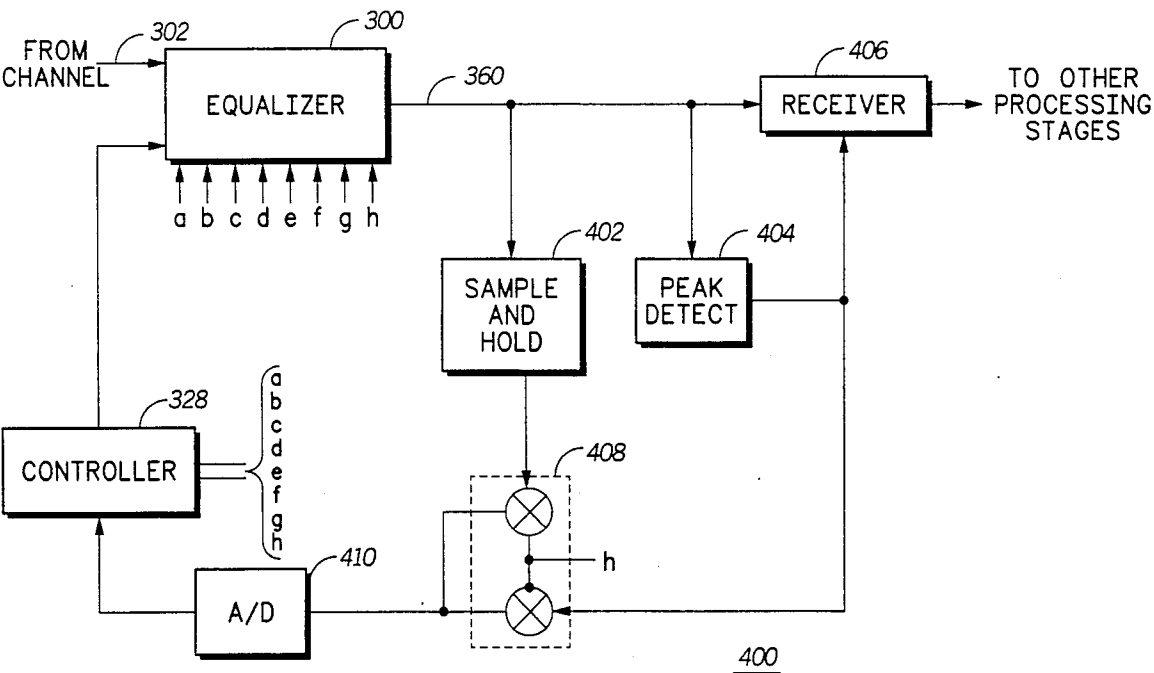 302
300
FROM
CHANNEL
EQUALIZER
360
406
RECEIVER
TO OTHER
PROCESSING
STAGES
a b c d e f g h
402
SAMPLE
AND
HOLD
404
PEAK
DETECT
328
CONTROLLER
a
b
c
d
e
f
g
h
408
h
410
A/D
400